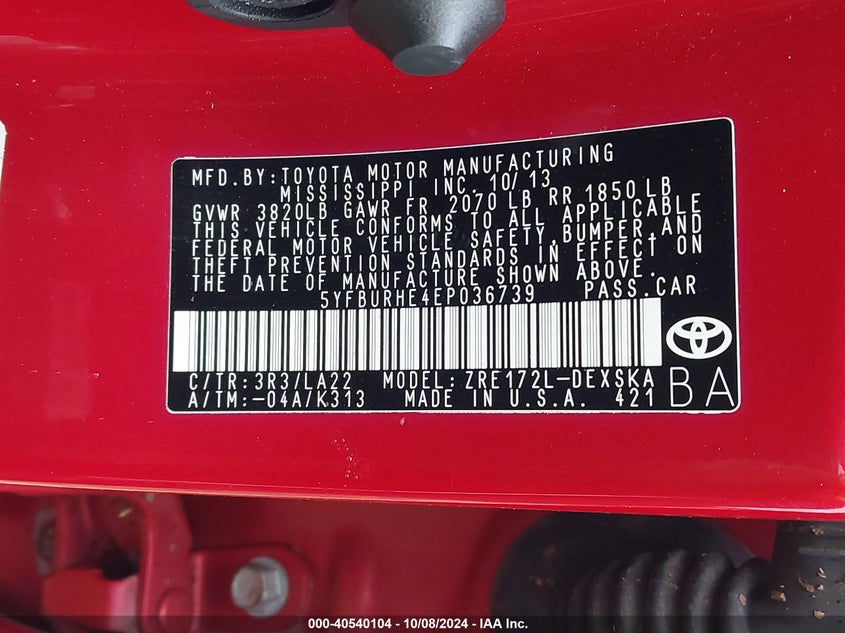 MFD.BY:TOYOTA MOTOR MANUFACTURING
MISSISSIPPI INC. 10/13
GVWR 3820LB GAWR FR 2070 LB RR 1850 LB
THIS VEHICLE CONFORMS TO ALL APPLICABLE
FEDERAL MOTOR VEHICLE SAFETY,BUMPER,AND
THEFT PREVENTION STANDARDS IN EFFECT ON
THE DATE OF MANUFACTURE SHOWN ABOVE.
5YFBURHE4EP036739 PASS.CAR
C/TR:3R3/LA22 MODEL:ZRE172L-DEXSKA
A/TM:-04A/K313 MADE IN U.S.A. 421
BA
000-40540104 - 10/08/2024 - IAA Inc.